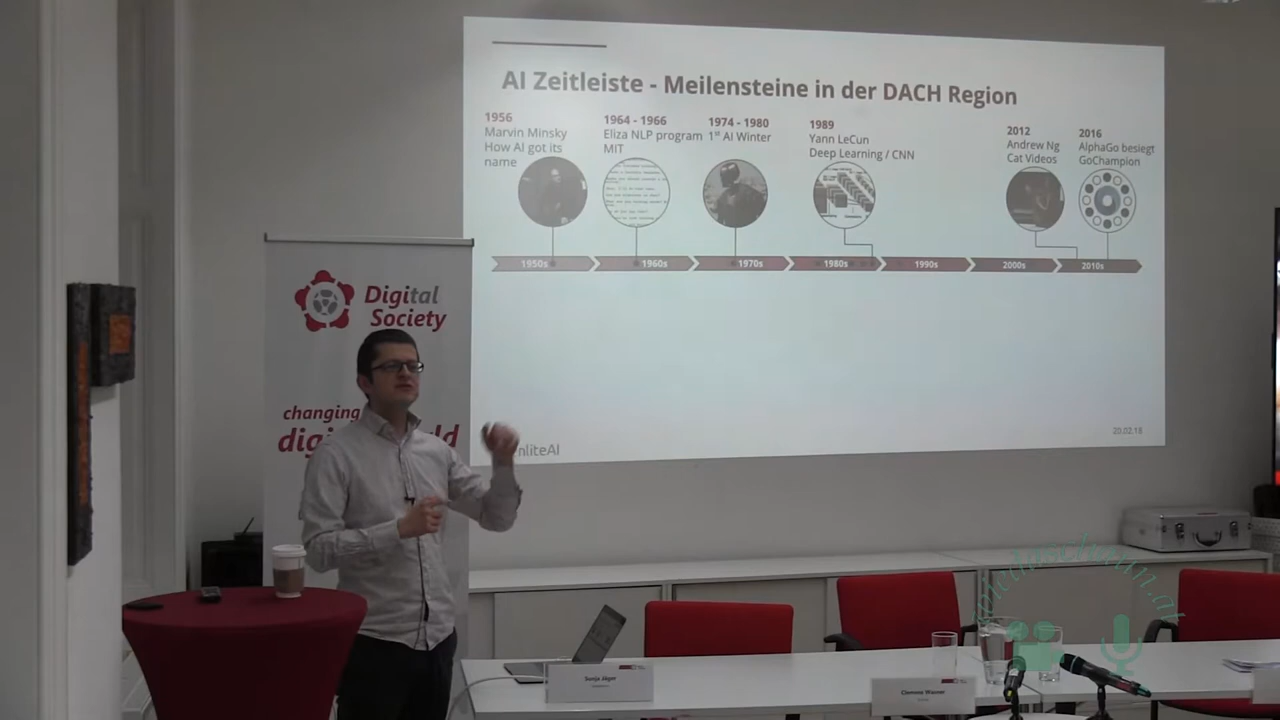 AI Zeitleiste - Meilensteine in der DACH Region
1956
Marvin Minsky
How AI got its
name
1964 - 1966
Eliza NLP program
MIT
1974 - 1980
1st AI Winter
1989
Yann LeCun
Deep Learning / CNN
2012
Andrew Ng
Cat Videos
2016
AlphaGo besiegt
GoChampion
1950s
1960s
1970s
1980s
1990s
2000s
2010s
nliteAI
20.02.18
Digital
Society
changing
Sonja Jäger
Clemens Wasner